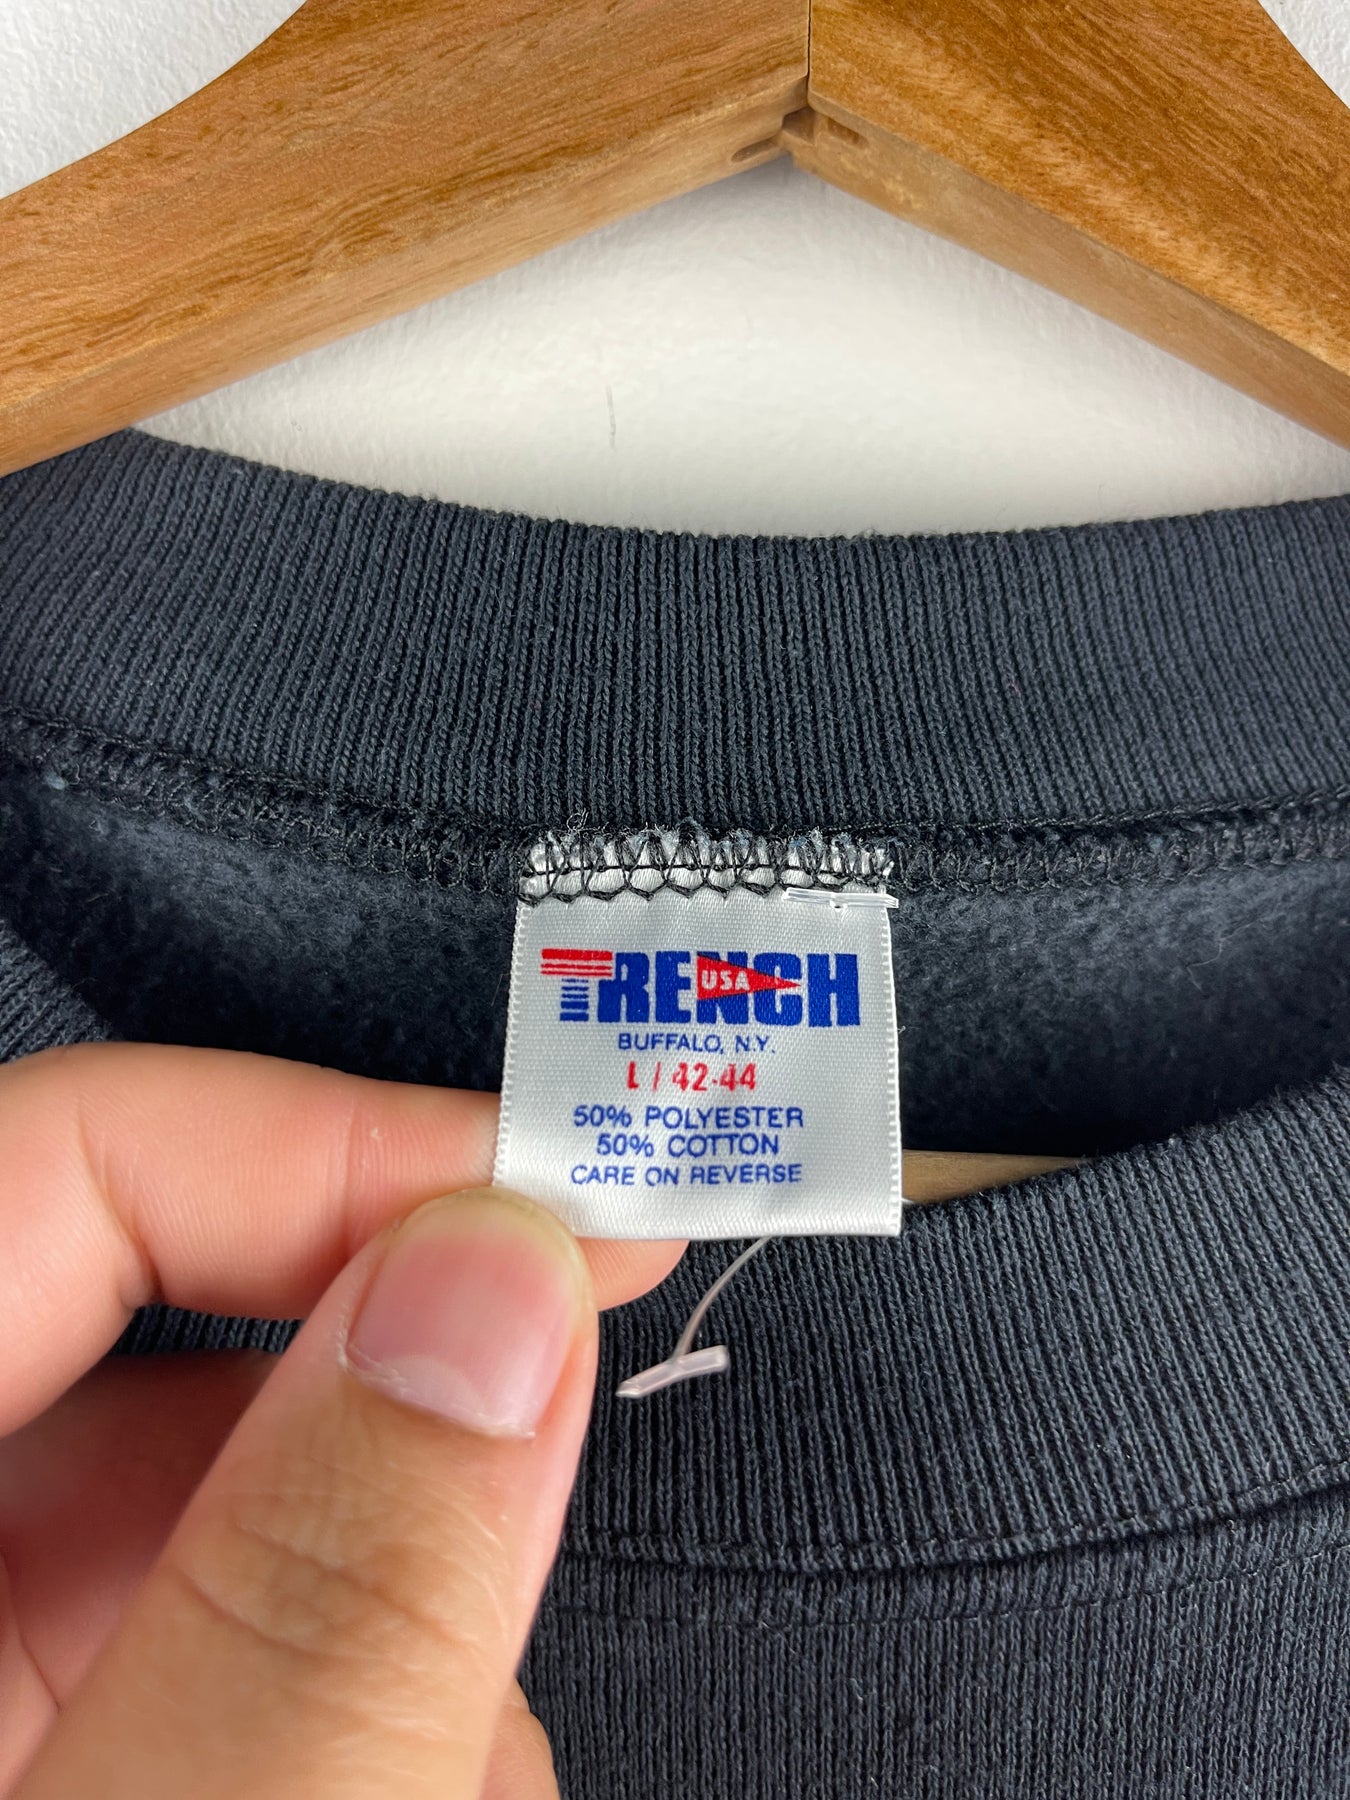 TRENCH
USA
BUFFALO, N.Y.
L / 42-44
50% POLYESTER
50% COTTON
CARE ON REVERSE